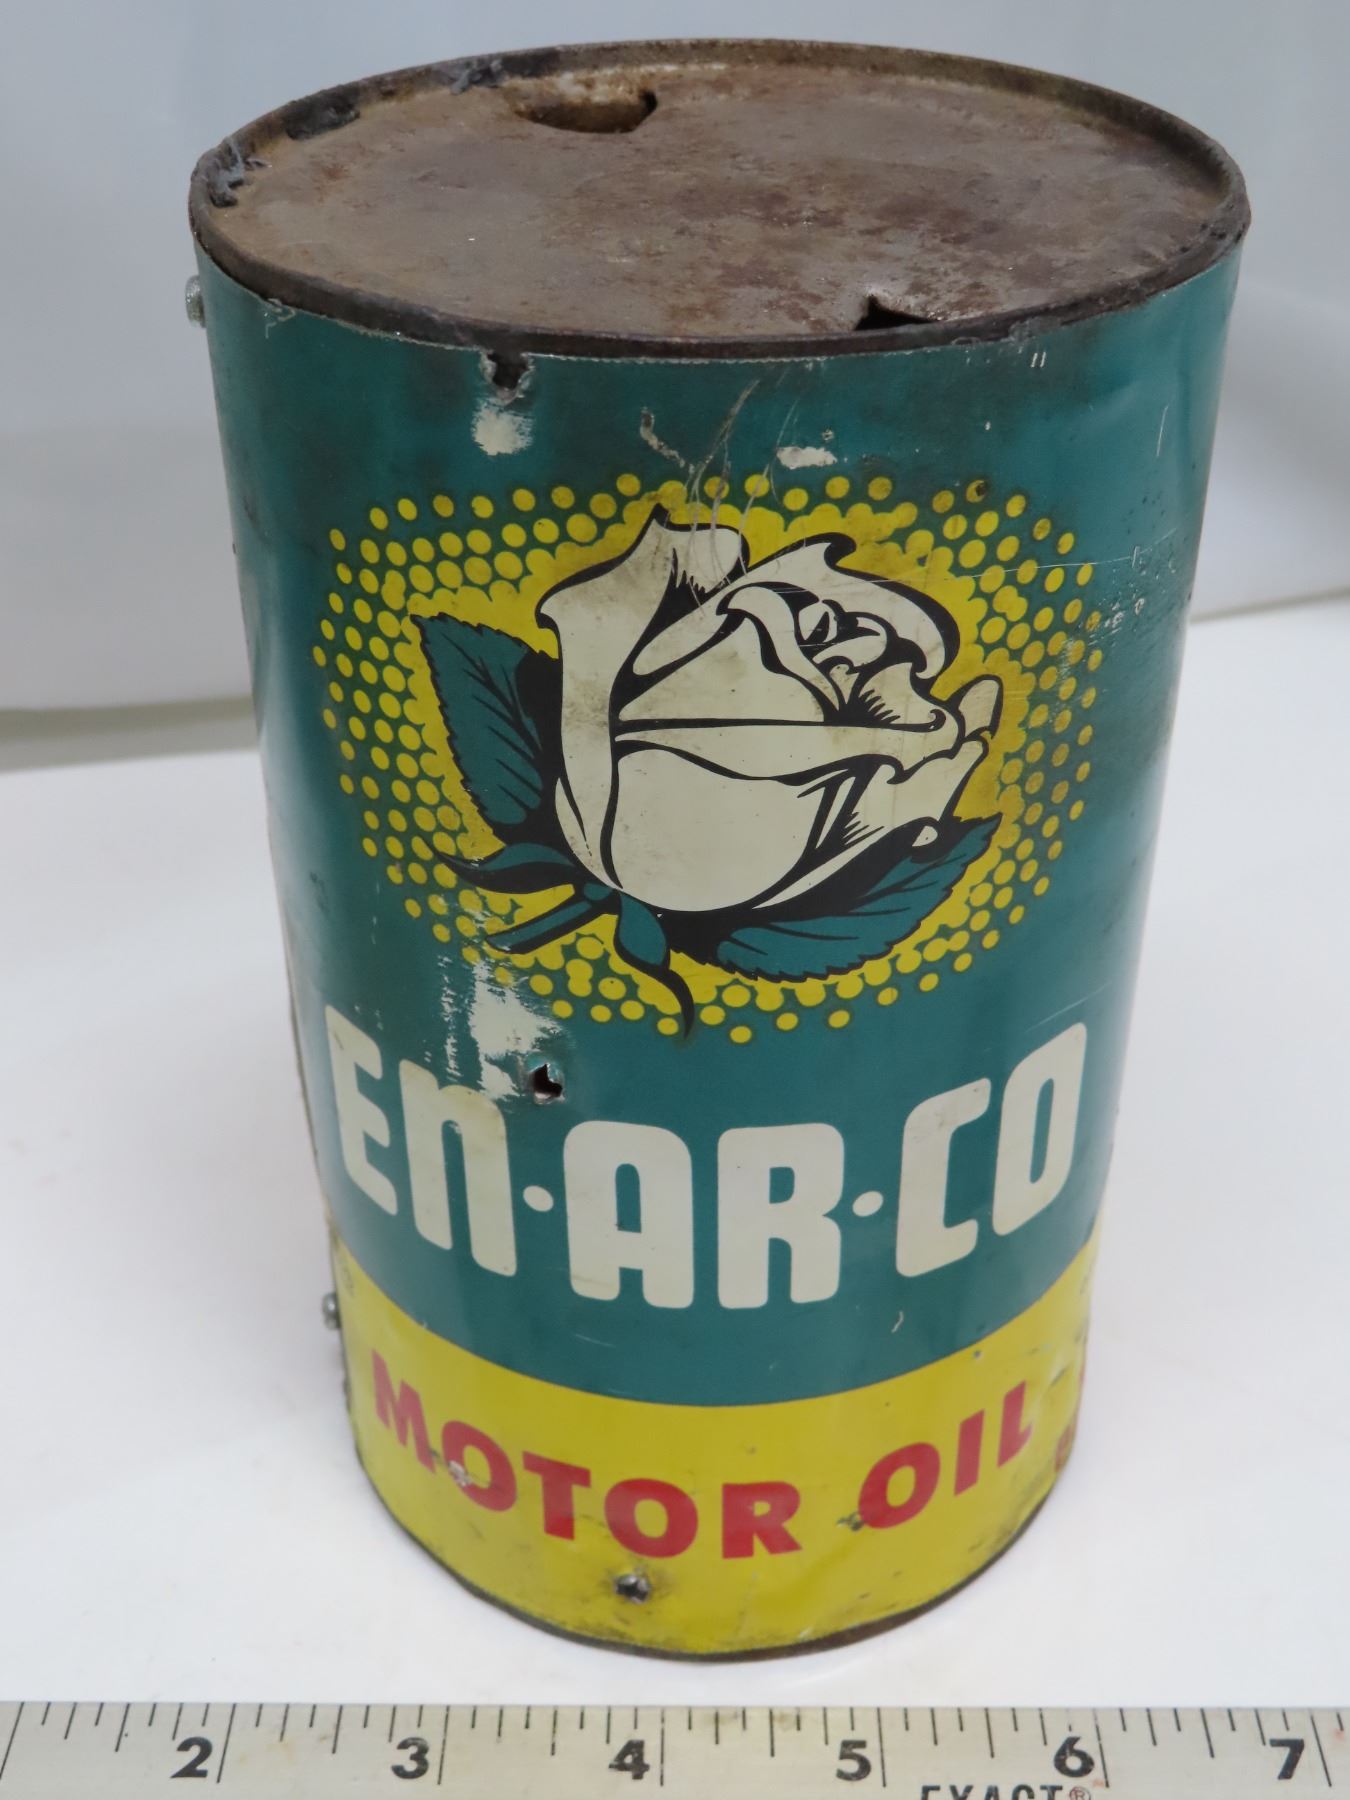 EN·AR·CO
MOTOR OIL
2 3 4 5 6 7
EXACT®